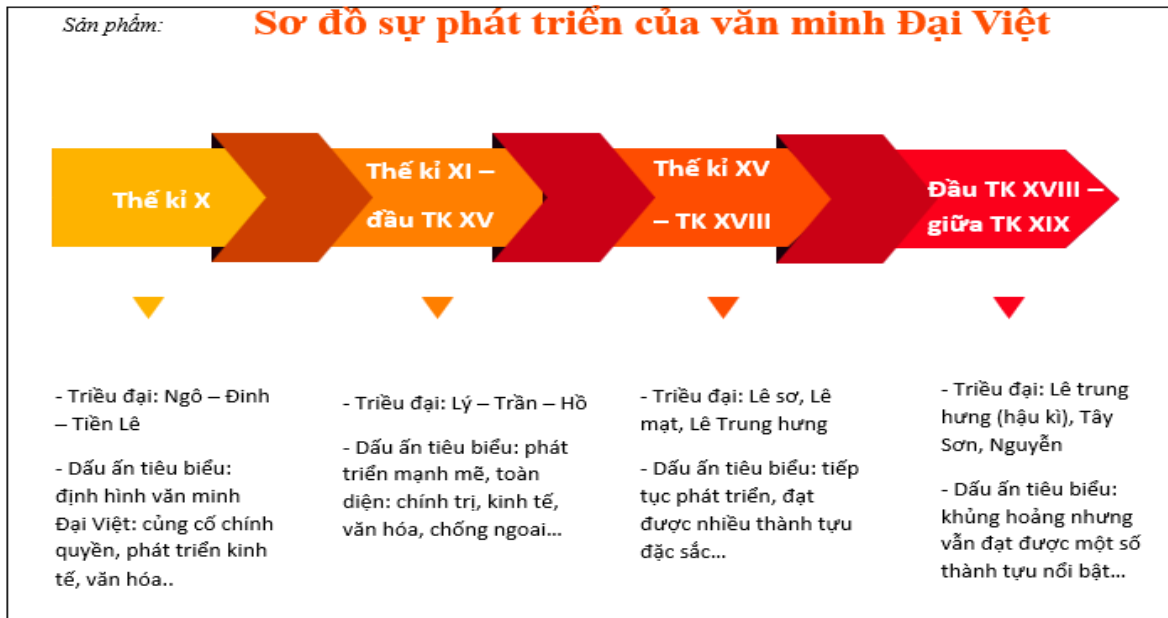 Sản phẩm:
Sơ đồ sự phát triển của văn minh Đại Việt
Thế kỉ X
Thế kỉ XI –
đầu TK XV
Thế kỉ XV
– TK XVIII
Đầu TK XVIII –
giữa TK XIX
- Triều đại: Ngô – Đinh
– Tiền Lê
- Dấu ấn tiêu biểu:
định hình văn minh
Đại Việt: củng cố chính
quyền, phát triển kinh
tế, văn hóa..
- Triều đại: Lý – Trần – Hồ
- Dấu ấn tiêu biểu: phát
triển mạnh mẽ, toàn
diện: chính trị, kinh tế,
văn hóa, chống ngoai...
- Triều đại: Lê sơ, Lê
mạt, Lê Trung hưng
- Dấu ấn tiêu biểu: tiếp
tục phát triển, đạt
được nhiều thành tựu
đặc sắc...
- Triều đại: Lê trung
hưng (hậu kì), Tây
Sơn, Nguyễn
- Dấu ấn tiêu biểu:
khủng hoảng nhưng
vẫn đạt được một số
thành tựu nổi bật...